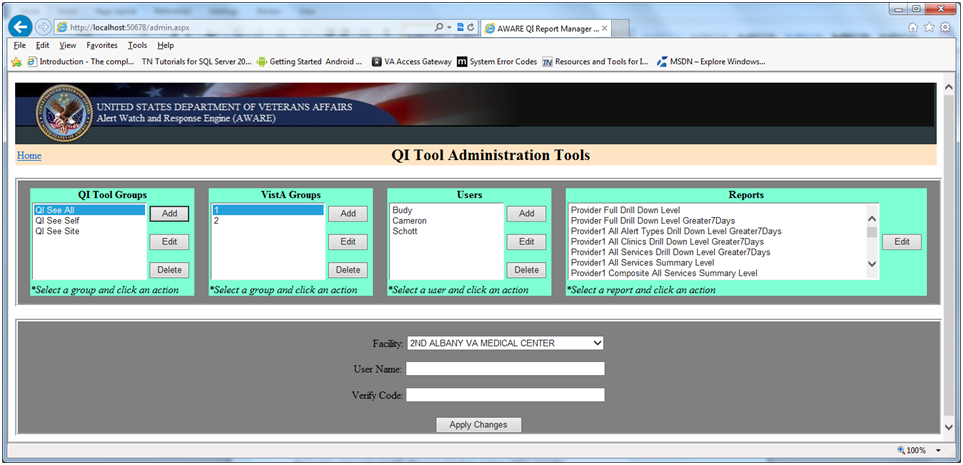 http://localhost:50678/admin.aspx
AWARE QI Report Manager ...
File Edit View Favorites Tools Help
Introduction - The compl... TN Tutorials for SQL Server 20... Getting Started Android ... VA Access Gateway m System Error Codes TN Resources and Tools for I... MSDN – Explore Windows...
UNITED STATES DEPARTMENT OF VETERANS AFFAIRS
Alert Watch and Response Engine (AWARE)
Home
QI Tool Administration Tools
QI Tool Groups
QI See All
QI See Self
QI See Site
Add
Edit
Delete
*Select a group and click an action
VistA Groups
1
2
Add
Edit
Delete
*Select a group and click an action
Users
Budy
Cameron
Schott
Add
Edit
Delete
*Select a user and click an action
Reports
Provider Full Drill Down Level
Provider Full Drill Down Level Greater7Days
Provider1 All Alert Types Drill Down Level Greater7Days
Provider1 All Clinics Drill Down Level Greater7Days
Provider1 All Services Drill Down Level Greater7Days
Provider1 All Services Summary Level
Provider1 Composite All Services Summary Level
Edit
*Select a report and click an action
Facility: 2ND ALBANY VA MEDICAL CENTER
User Name:
Verify Code:
Apply Changes
100%